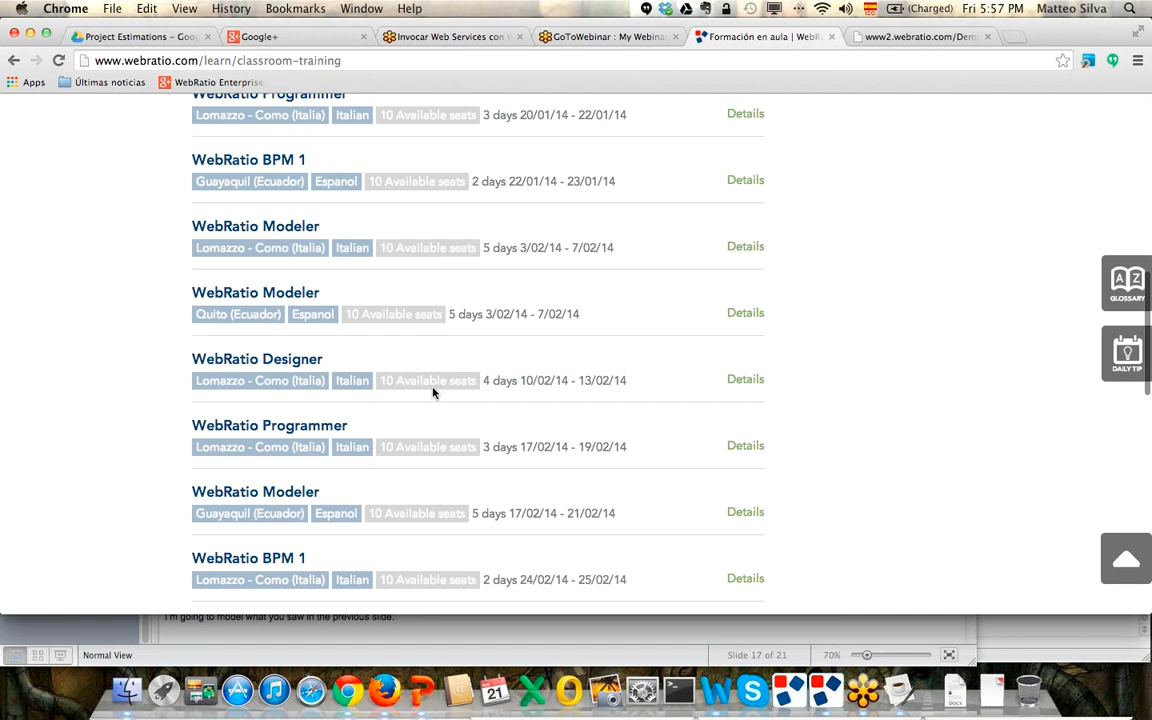 Chrome File Edit View History Bookmarks Window Help (Charged) Fri 5:57 PM Matteo Silva
Project Estimations - Goog Google+ Invocar Web Services con GoToWebinar : My Webina Formación en aula | WebR www2.webratio.com/Dem
www.webratio.com/learn/classroom-training
Apps Últimas noticias WebRatio Enterprise
WebRatio Programmer
Lomazzo - Como (Italia) Italian 10 Available seats 3 days 20/01/14 - 22/01/14 Details
WebRatio BPM 1
Guayaquil (Ecuador) Espanol 10 Available seats 2 days 22/01/14 - 23/01/14 Details
WebRatio Modeler
Lomazzo - Como (Italia) Italian 10 Available seats 5 days 3/02/14 - 7/02/14 Details
WebRatio Modeler
Quito (Ecuador) Espanol 10 Available seats 5 days 3/02/14 - 7/02/14 Details
WebRatio Designer
Lomazzo - Como (Italia) Italian 10 Available seats 4 days 10/02/14 - 13/02/14 Details
WebRatio Programmer
Lomazzo - Como (Italia) Italian 10 Available seats 3 days 17/02/14 - 19/02/14 Details
WebRatio Modeler
Guayaquil (Ecuador) Espanol 10 Available seats 5 days 17/02/14 - 21/02/14 Details
WebRatio BPM 1
Lomazzo - Como (Italia) Italian 10 Available seats 2 days 24/02/14 - 25/02/14 Details
A Z
GLOSSARY
DAILY TIP
I'm going to model what you saw in the previous slide.
Normal View Slide 17 of 21 70%
21